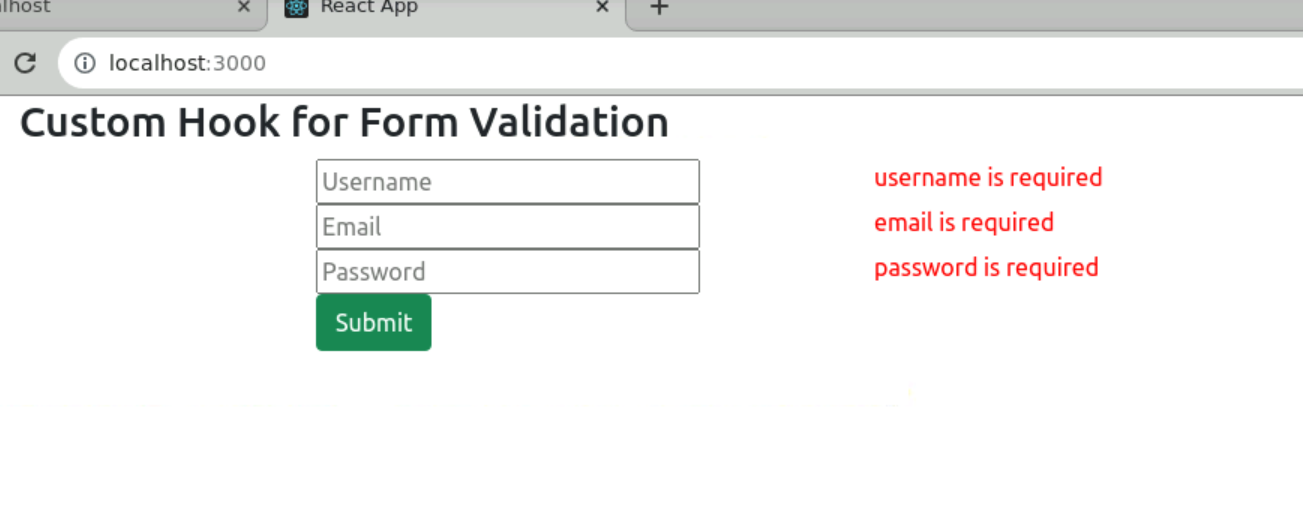 lhost × React App × +
localhost:3000
Custom Hook for Form Validation
Username username is required
Email email is required
Password password is required
Submit